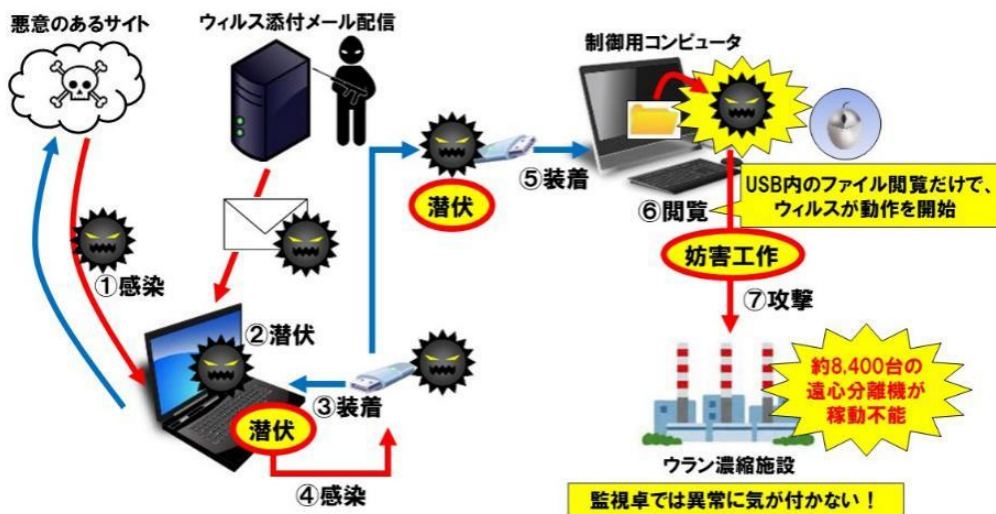 悪意のあるサイト
ウィルス添付メール配信
制御用コンピュータ
①感染
②潜伏
潜伏
③装着
④感染
潜伏
⑤装着
⑥閲覧
USB内のファイル閲覧だけで、
ウィルスが動作を開始
妨害工作
⑦攻撃
約8,400台の
遠心分離機が
稼動不能
ウラン濃縮施設
監視卓では異常に気が付かない！